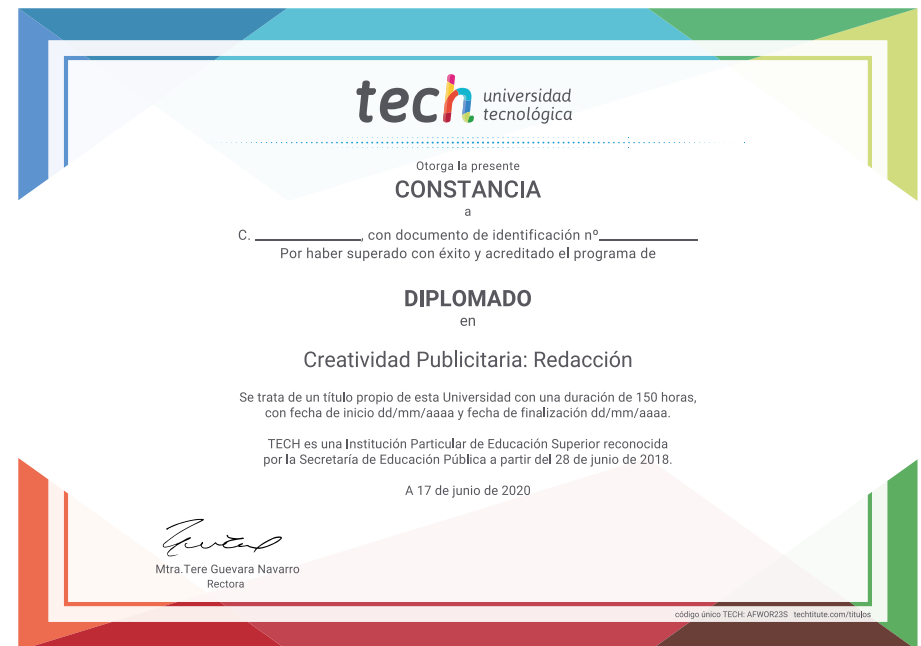 tech universidad
tecnológica
Otorga la presente
CONSTANCIA
a
C. ____________, con documento de identificación nº___________
Por haber superado con éxito y acreditado el programa de
DIPLOMADO
en
Creatividad Publicitaria: Redacción
Se trata de un título propio de esta Universidad con una duración de 150 horas,
con fecha de inicio dd/mm/aaaa y fecha de finalización dd/mm/aaaa.
TECH es una Institución Particular de Educación Superior reconocida
por la Secretaría de Educación Pública a partir del 28 de junio de 2018.
A 17 de junio de 2020
Mtra.Tere Guevara Navarro
Rectora
código único TECH: AFWOR23S techtitute.com/titulos